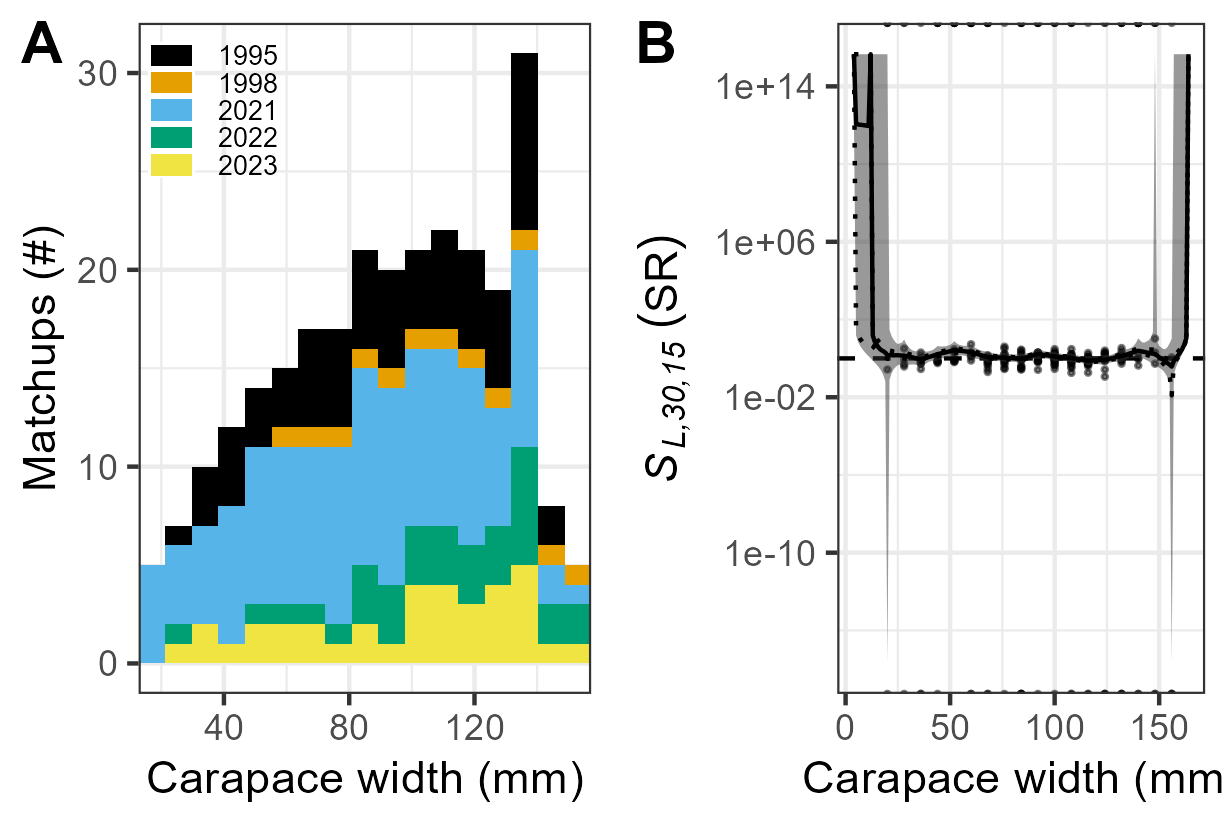 A
1995
1998
2021
2022
2023
30
20
10
0
Matchups (#)
40 80 120
Carapace width (mm)
B
1e+14
1e+06
1e-02
1e-10
S L,30,15 (SR)
0 50 100 150
Carapace width (mm